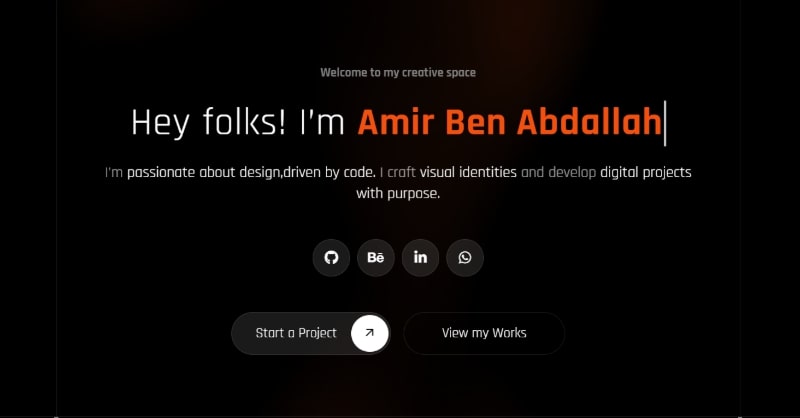 Welcome to my creative space
Hey folks! I'm Amir Ben Abdallah
I'm passionate about design,driven by code. I craft visual identities and develop digital projects
with purpose.
Bē in
Start a Project View my Works